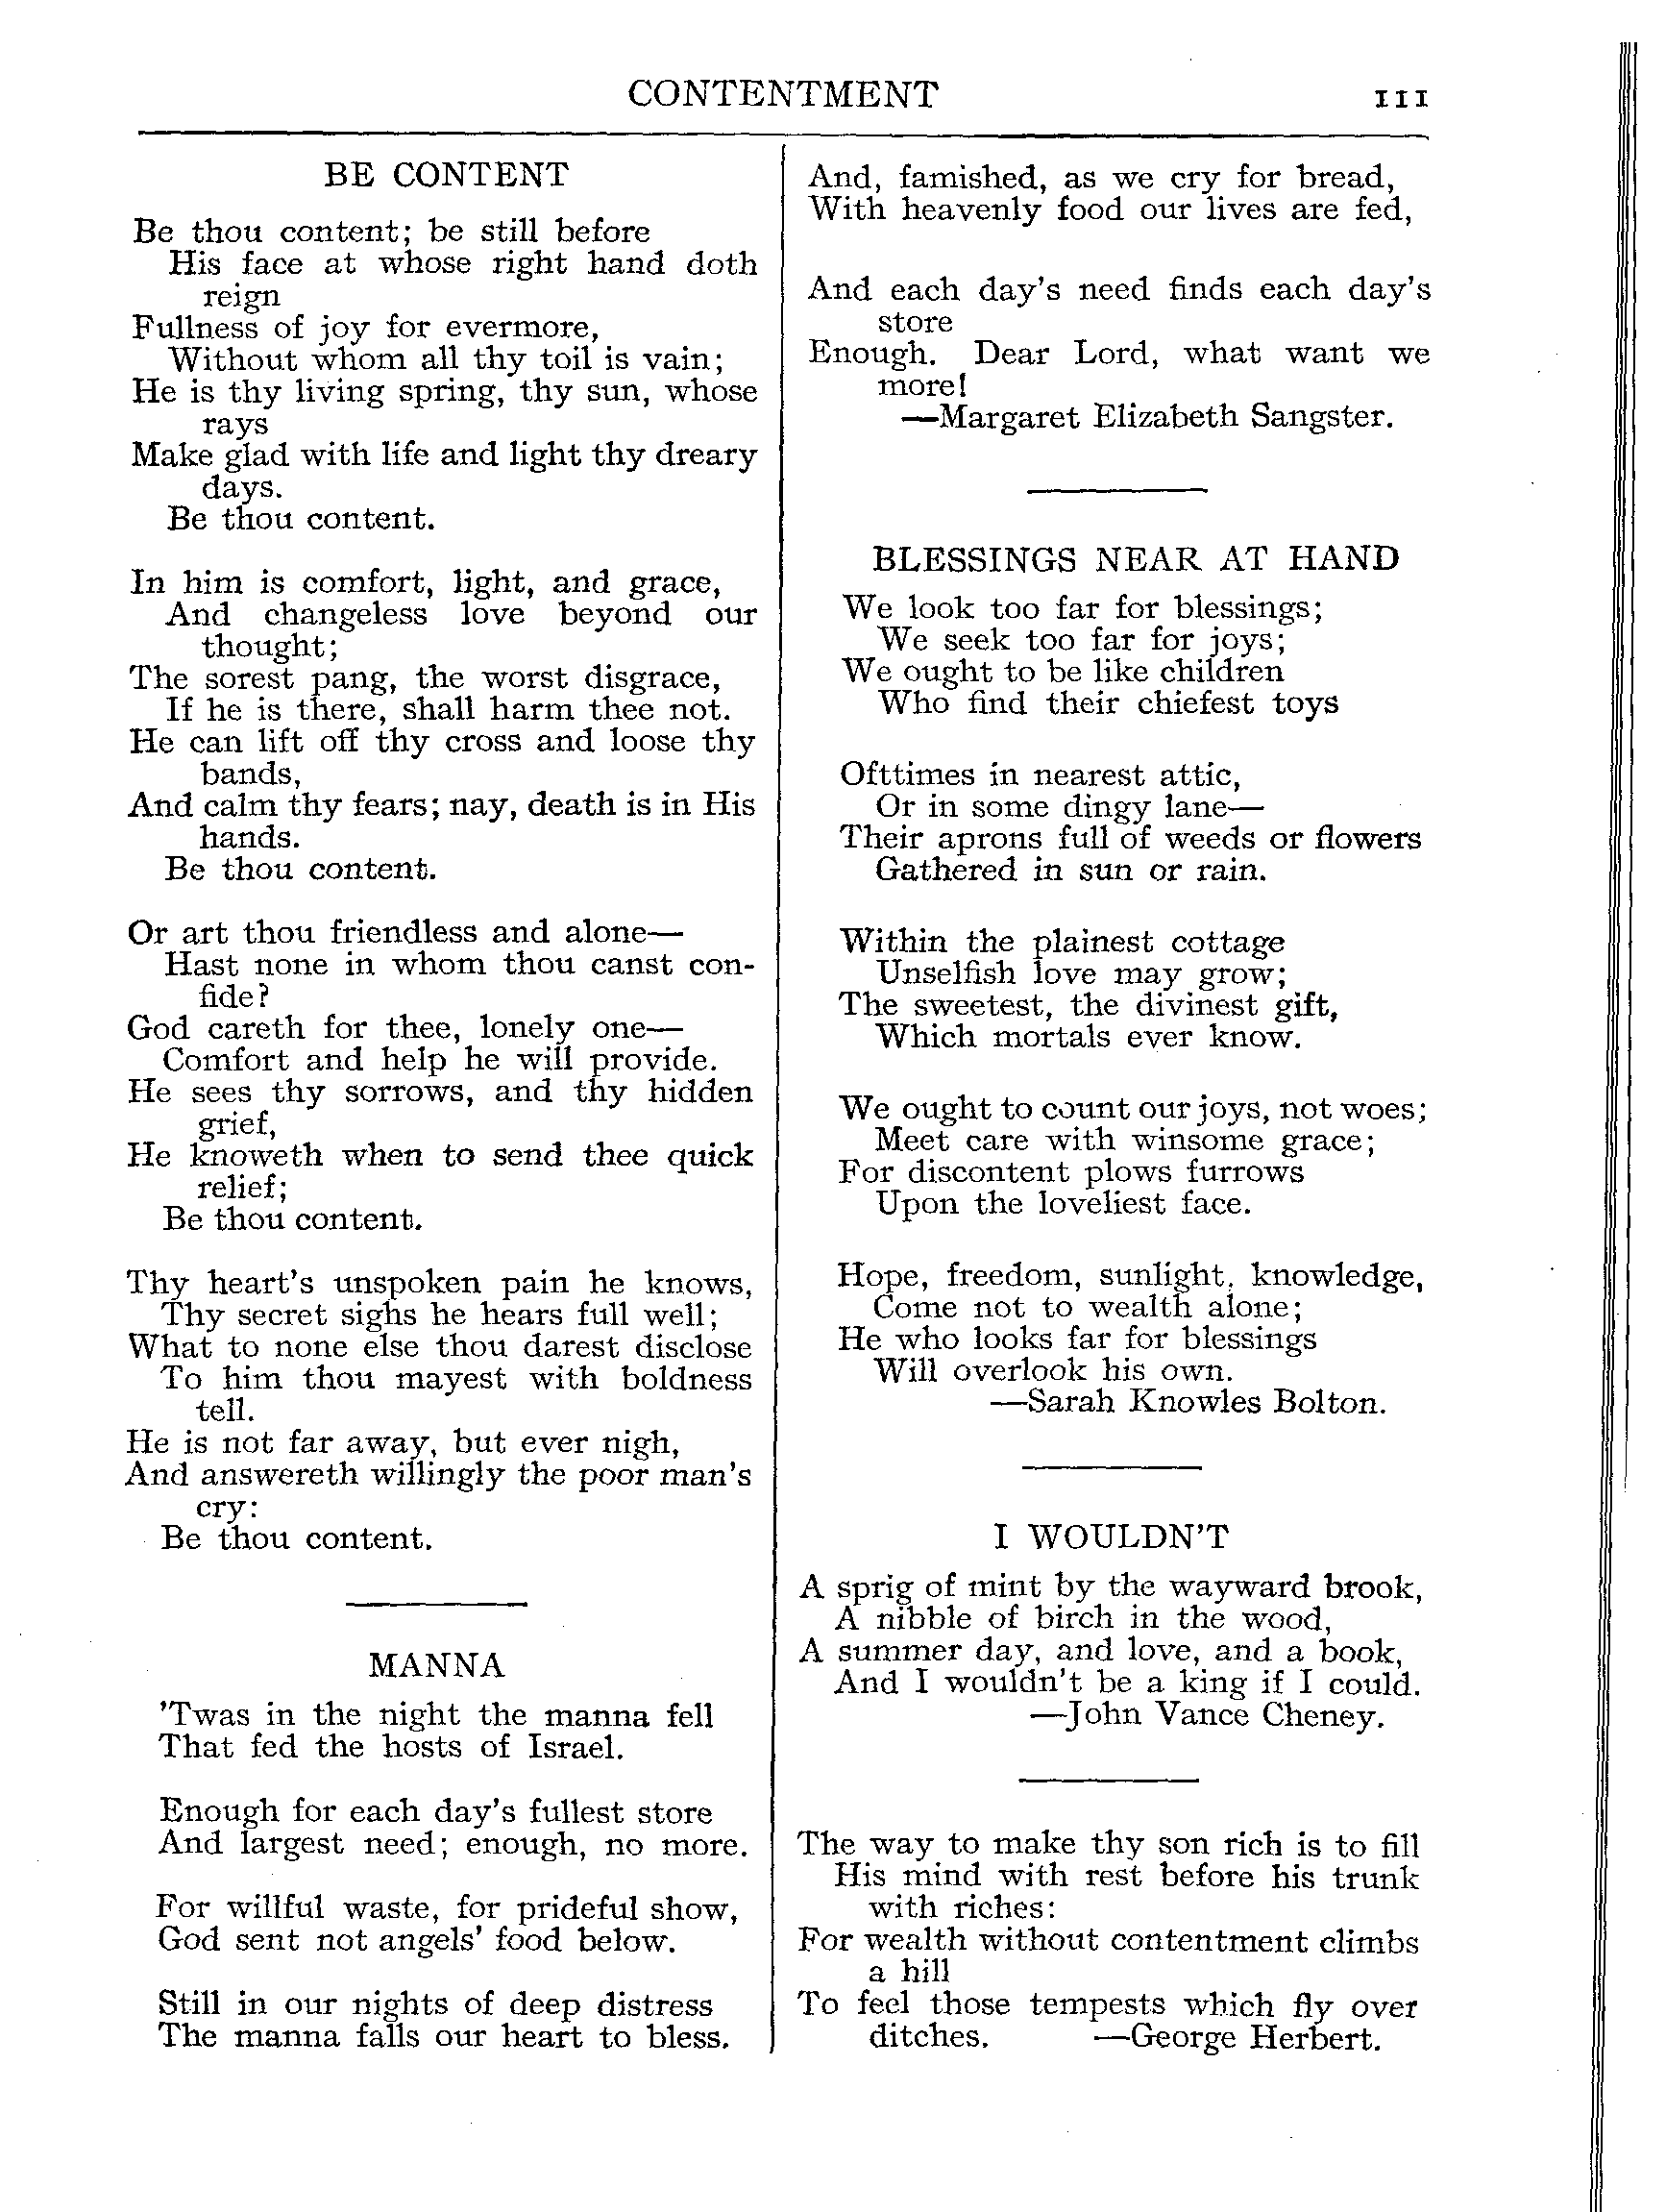 CONTENTMENT 111
BE CONTENT
Be thou content; be still before
His face at whose right hand doth
reign
Fullness of joy for evermore,
Without whom all thy toil is vain;
He is thy living spring, thy sun, whose
rays
Make glad with life and light thy dreary
days.
Be thou content.
In him is comfort, light, and grace,
And changeless love beyond our
thought;
The sorest pang, the worst disgrace,
If he is there, shall harm thee not.
He can lift off thy cross and loose thy
bands,
And calm thy fears; nay, death is in His
hands.
Be thou content.
Or art thou friendless and alone—
Hast none in whom thou canst con-
fide?
God careth for thee, lonely one—
Comfort and help he will provide.
He sees thy sorrows, and thy hidden
grief,
He knoweth when to send thee quick
relief;
Be thou content.
Thy heart's unspoken pain he knows,
Thy secret sighs he hears full well;
What to none else thou darest disclose
To him thou mayest with boldness
tell.
He is not far away, but ever nigh,
And answereth willingly the poor man's
cry:
Be thou content.
MANNA
'Twas in the night the manna fell
That fed the hosts of Israel.
Enough for each day's fullest store
And largest need; enough, no more.
For willful waste, for prideful show,
God sent not angels' food below.
Still in our nights of deep distress
The manna falls our heart to bless.
And, famished, as we cry for bread,
With heavenly food our lives are fed,
And each day's need finds each day's
store
Enough. Dear Lord, what want we
more!
—Margaret Elizabeth Sangster.
BLESSINGS NEAR AT HAND
We look too far for blessings;
We seek too far for joys;
We ought to be like children
Who find their chiefest toys
Ofttimes in nearest attic,
Or in some dingy lane—
Their aprons full of weeds or flowers
Gathered in sun or rain.
Within the plainest cottage
Unselfish love may grow;
The sweetest, the divinest gift,
Which mortals ever know.
We ought to count our joys, not woes;
Meet care with winsome grace;
For discontent plows furrows
Upon the loveliest face.
Hope, freedom, sunlight, knowledge,
Come not to wealth alone;
He who looks far for blessings
Will overlook his own.
—Sarah Knowles Bolton.
I WOULDN'T
A sprig of mint by the wayward brook,
A nibble of birch in the wood,
A summer day, and love, and a book,
And I wouldn't be a king if I could.
—John Vance Cheney.
The way to make thy son rich is to fill
His mind with rest before his trunk
with riches:
For wealth without contentment climbs
a hill
To feel those tempests which fly over
ditches. —George Herbert.